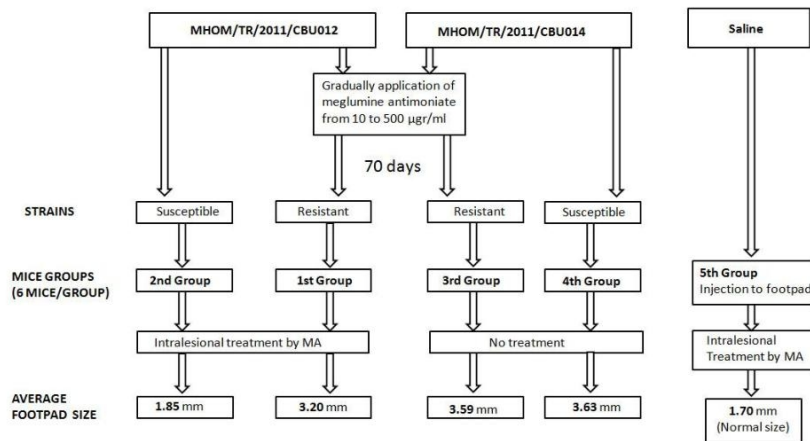 MHOM/TR/2011/CBU012
MHOM/TR/2011/CBU014
Saline
Gradually application of
meglumine antimoniate
from 10 to 500 µgr/ml
70 days
STRAINS
Susceptible
Resistant
Resistant
Susceptible
MICE GROUPS
(6 MICE/GROUP)
2nd Group
1st Group
3rd Group
4th Group
5th Group
Injection to footpad
Intralesional treatment by MA
No treatment
Intralesional
Treatment by MA
AVERAGE
FOOTPAD SIZE
1.85 mm
3.20 mm
3.59 mm
3.63 mm
1.70 mm
(Normal size)